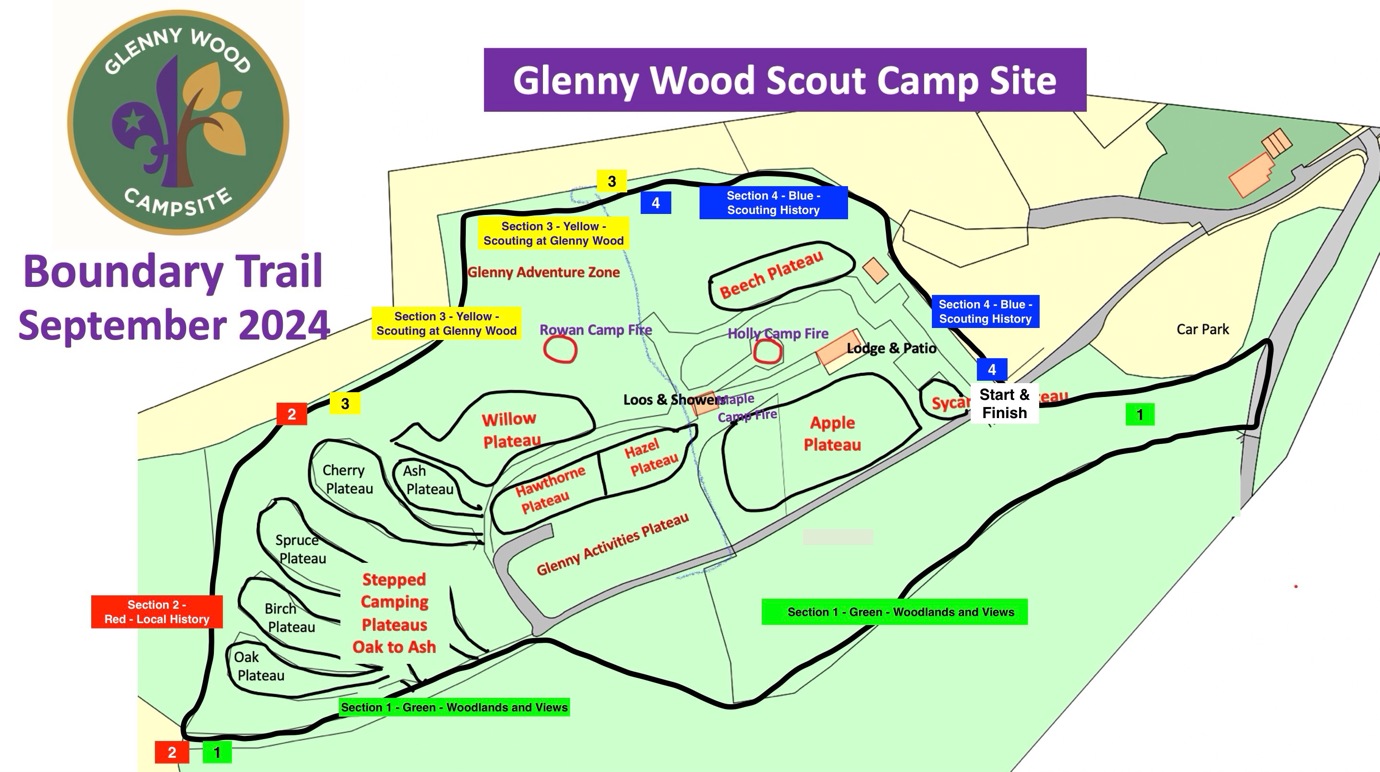 GLENNY WOOD
CAMPSITE
Glenny Wood Scout Camp Site
Boundary Trail
September 2024
3
4
Section 4 - Blue -
Scouting History
Section 3 - Yellow -
Scouting at Glenny Wood
Glenny Adventure Zone
Beech Plateau
Section 3 - Yellow -
Scouting at Glenny Wood
Section 4 - Blue -
Scouting History
Rowan Camp Fire
Holly Camp Fire
Lodge & Patio
Car Park
4
2
3
Loos & Showers
Maple
Camp Fire
Start &
Finish
1
Willow
Plateau
Apple
Plateau
Hazel
Plateau
Hawthorne
Plateau
Cherry
Plateau
Ash
Plateau
Glenny Activities Plateau
Spruce
Plateau
Stepped
Camping
Plateaus
Oak to Ash
Section 2 -
Red - Local History
Birch
Plateau
Section 1 - Green - Woodlands and Views
Oak
Plateau
Section 1 - Green - Woodlands and Views
2
1